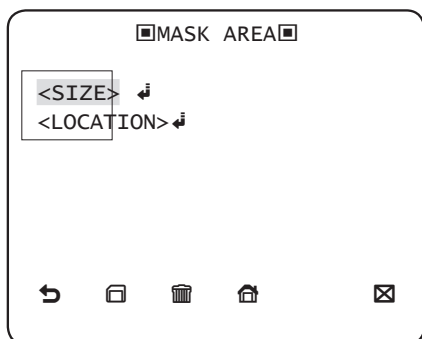 ▣MASK AREA▣
<SIZE> ↲
<LOCATION>↲